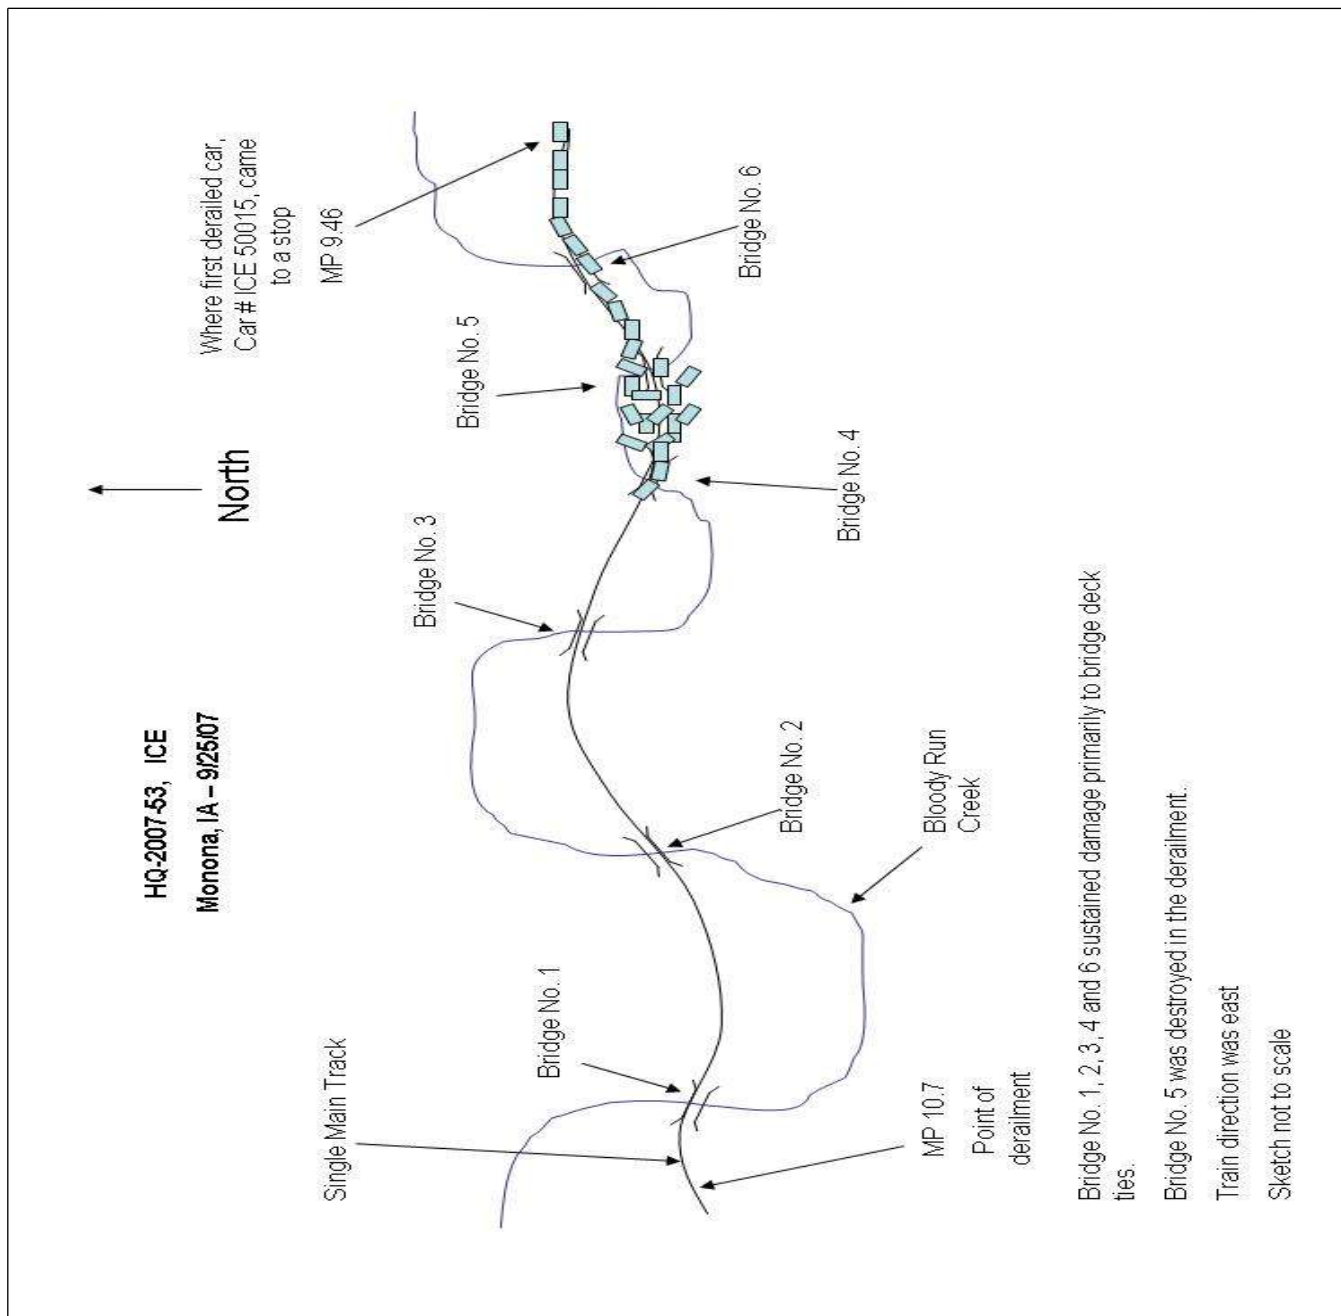 HQ-2007-53, ICE
Monona, IA – 9/25/07
North
Where first derailed car,
Car # ICE 50015, came
to a stop
MP 9.46
Single Main Track
Bridge No. 1
Bridge No. 2
Bridge No. 3
Bridge No. 4
Bridge No. 5
Bridge No. 6
MP 10.7
Point of
derailment
Bloody Run
Creek
Bridge No. 1, 2, 3, 4 and 6 sustained damage primarily to bridge deck
ties.
Bridge No. 5 was destroyed in the derailment.
Train direction was east
Sketch not to scale